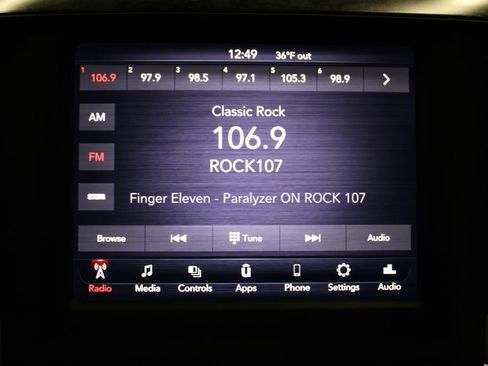 12:49 36°F out
1 106.9 2 97.9 3 98.5 4 97.1 5 105.3 6 98.9
AM
Classic Rock
106.9
FM
ROCK107
sxm
Finger Eleven - Paralyzer ON ROCK 107
Browse Tune Audio
Radio Media Controls Apps Phone Settings Audio